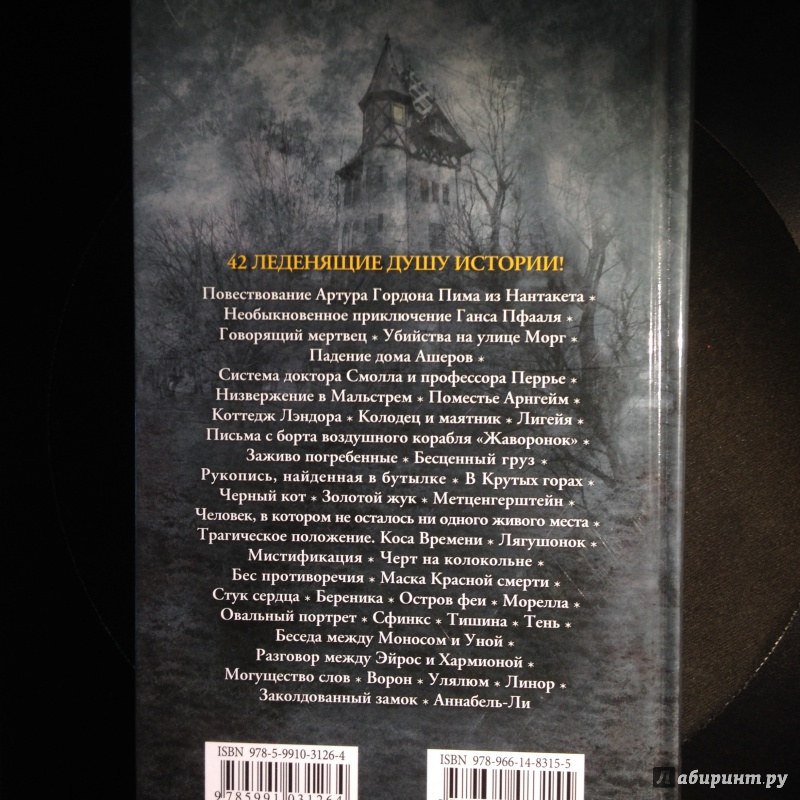 42 ЛЕДЕНЯЩИЕ ДУШУ ИСТОРИИ!
Повествование Артура Гордона Пима из Нантакета *
Необыкновенное приключение Ганса Пфааля *
Говорящий мертвец * Убийства на улице Морг *
Падение дома Ашеров *
Система доктора Смолла и профессора Перрье *
Низвержение в Мальстрем * Поместье Арнгейм *
Коттедж Лэндора * Колодец и маятник * Лигейя *
Письма с борта воздушного корабля «Жаворонок» *
Заживо погребенные * Бесценный груз *
Рукопись, найденная в бутылке * В Крутых горах *
Черный кот * Золотой жук * Метценгерштейн *
Человек, в котором не осталось ни одного живого места *
Трагическое положение. Коса Времени * Лягушонок *
Мистификация * Черт на колокольне *
Бес противоречия * Маска Красной смерти *
Стук сердца * Береника * Остров феи * Морелла *
Овальный портрет * Сфинкс * Тишина * Тень *
Беседа между Моносом и Уной *
Разговор между Эйрос и Хармионой *
Могущество слов * Ворон * Улялюм * Линор *
Заколдованный замок * Аннабель-Ли
ISBN 978-5-9910-3126-4
ISBN 978-966-14-8315-5
9785991031264
Лабиринт.ру